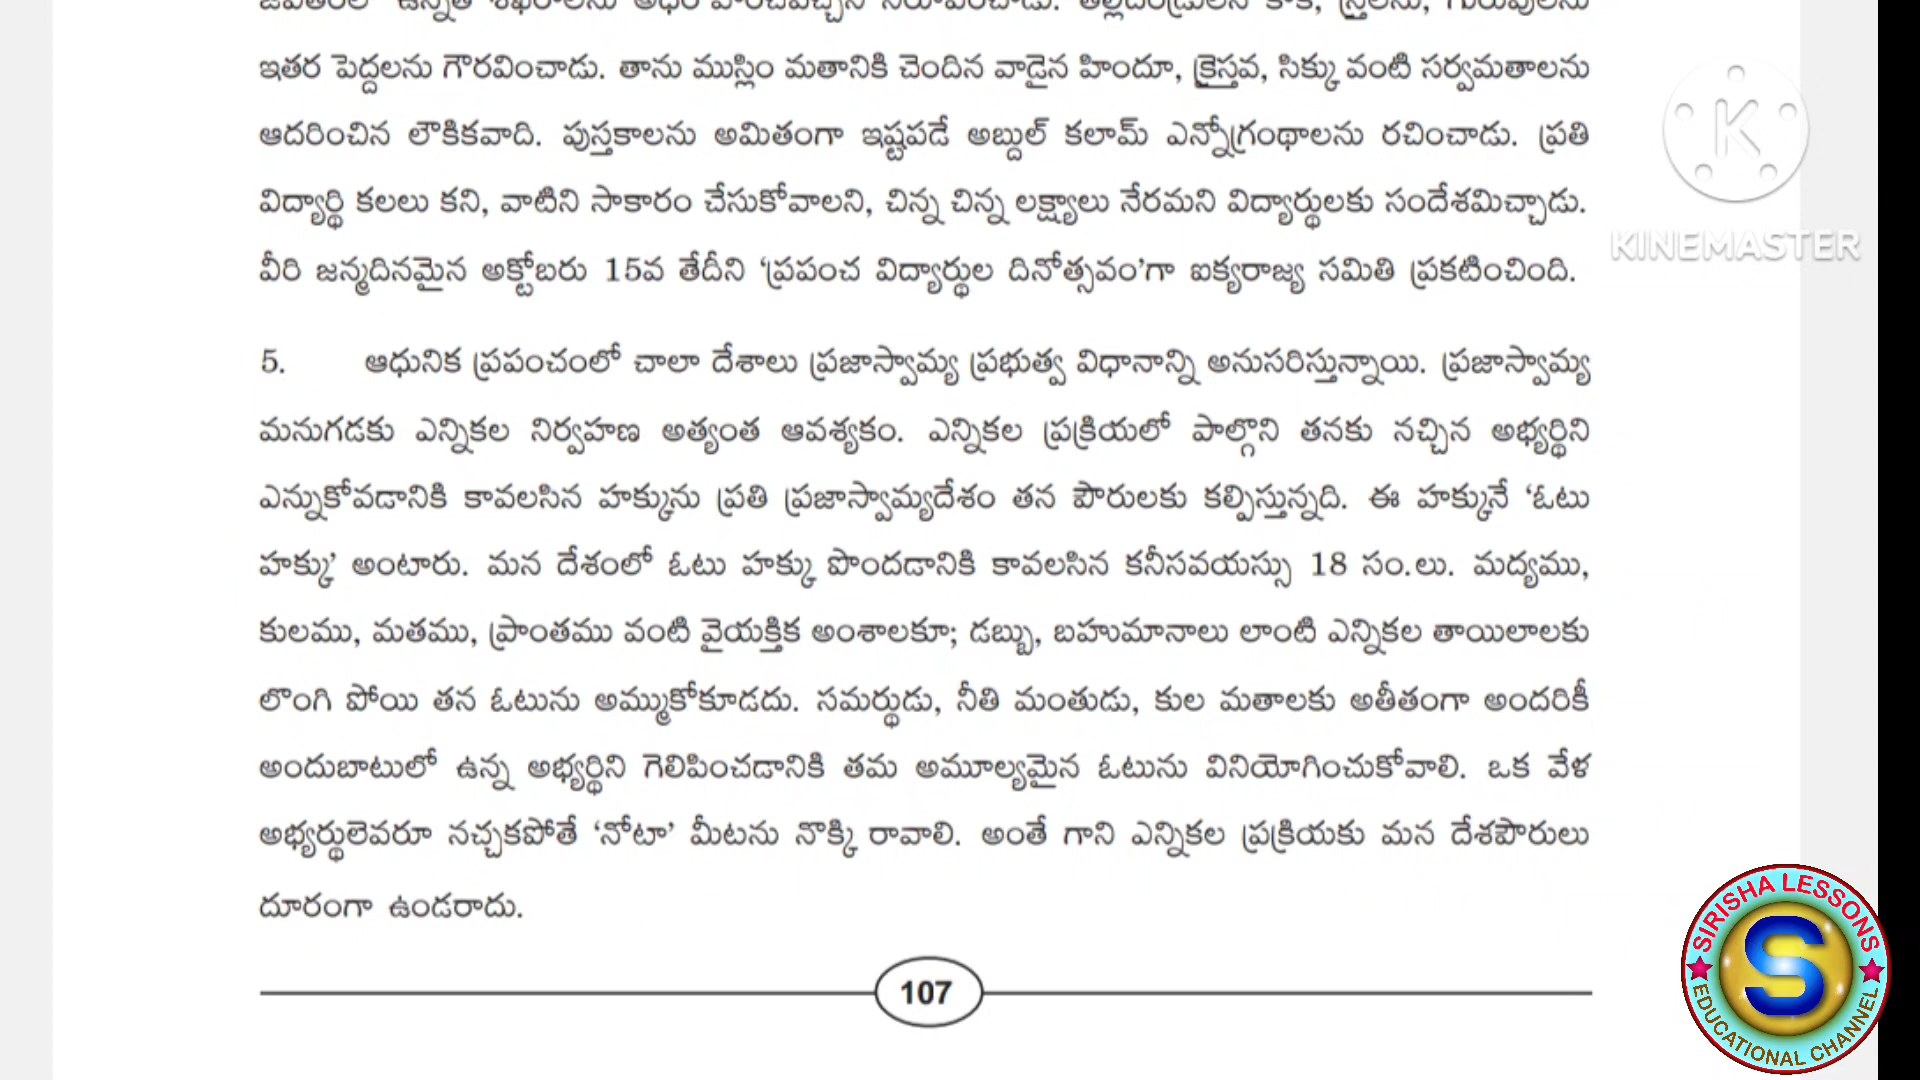 ఇతర పెద్దలను గౌరవించాడు. తాను ముస్లిం మతానికి చెందిన వాడైన హిందూ, క్రైస్తవ, సిక్కు వంటి సర్వమతాలను
ఆదరించిన లౌకికవాది. పుస్తకాలను అమితంగా ఇష్టపడే అబ్దుల్ కలామ్ ఎన్నోగ్రంథాలను రచించాడు. ప్రతి
విద్యార్థి కలలు కని, వాటిని సాకారం చేసుకోవాలని, చిన్న చిన్న లక్ష్యాలు నేరమని విద్యార్థులకు సందేశమిచ్చాడు.
వీరి జన్మదినమైన అక్టోబరు 15వ తేదీని ‘ప్రపంచ విద్యార్థుల దినోత్సవం’గా ఐక్యరాజ్య సమితి ప్రకటించింది.
5. ఆధునిక ప్రపంచంలో చాలా దేశాలు ప్రజాస్వామ్య ప్రభుత్వ విధానాన్ని అనుసరిస్తున్నాయి. ప్రజాస్వామ్య
మనుగడకు ఎన్నికల నిర్వహణ అత్యంత ఆవశ్యకం. ఎన్నికల ప్రక్రియలో పాల్గొని తనకు నచ్చిన అభ్యర్థిని
ఎన్నుకోవడానికి కావలసిన హక్కును ప్రతి ప్రజాస్వామ్యదేశం తన పౌరులకు కల్పిస్తున్నది. ఈ హక్కునే ‘ఓటు
హక్కు’ అంటారు. మన దేశంలో ఓటు హక్కు పొందడానికి కావలసిన కనీసవయస్సు 18 సం.లు. మద్యము,
కులము, మతము, ప్రాంతము వంటి వైయక్తిక అంశాలకూ; డబ్బు, బహుమానాలు లాంటి ఎన్నికల తాయిలాలకు
లొంగి పోయి తన ఓటును అమ్ముకోకూడదు. సమర్థుడు, నీతి మంతుడు, కుల మతాలకు అతీతంగా అందరికీ
అందుబాటులో ఉన్న అభ్యర్థిని గెలిపించడానికి తమ అమూల్యమైన ఓటును వినియోగించుకోవాలి. ఒక వేళ
అభ్యర్థులెవరూ నచ్చకపోతే ‘నోటా’ మీటను నొక్కి రావాలి. అంతే గాని ఎన్నికల ప్రక్రియకు మన దేశపౌరులు
దూరంగా ఉండరాదు.
107
K
KINEMASTER
SIRISHA LESSONS
S
EDUCATIONAL CHANNEL